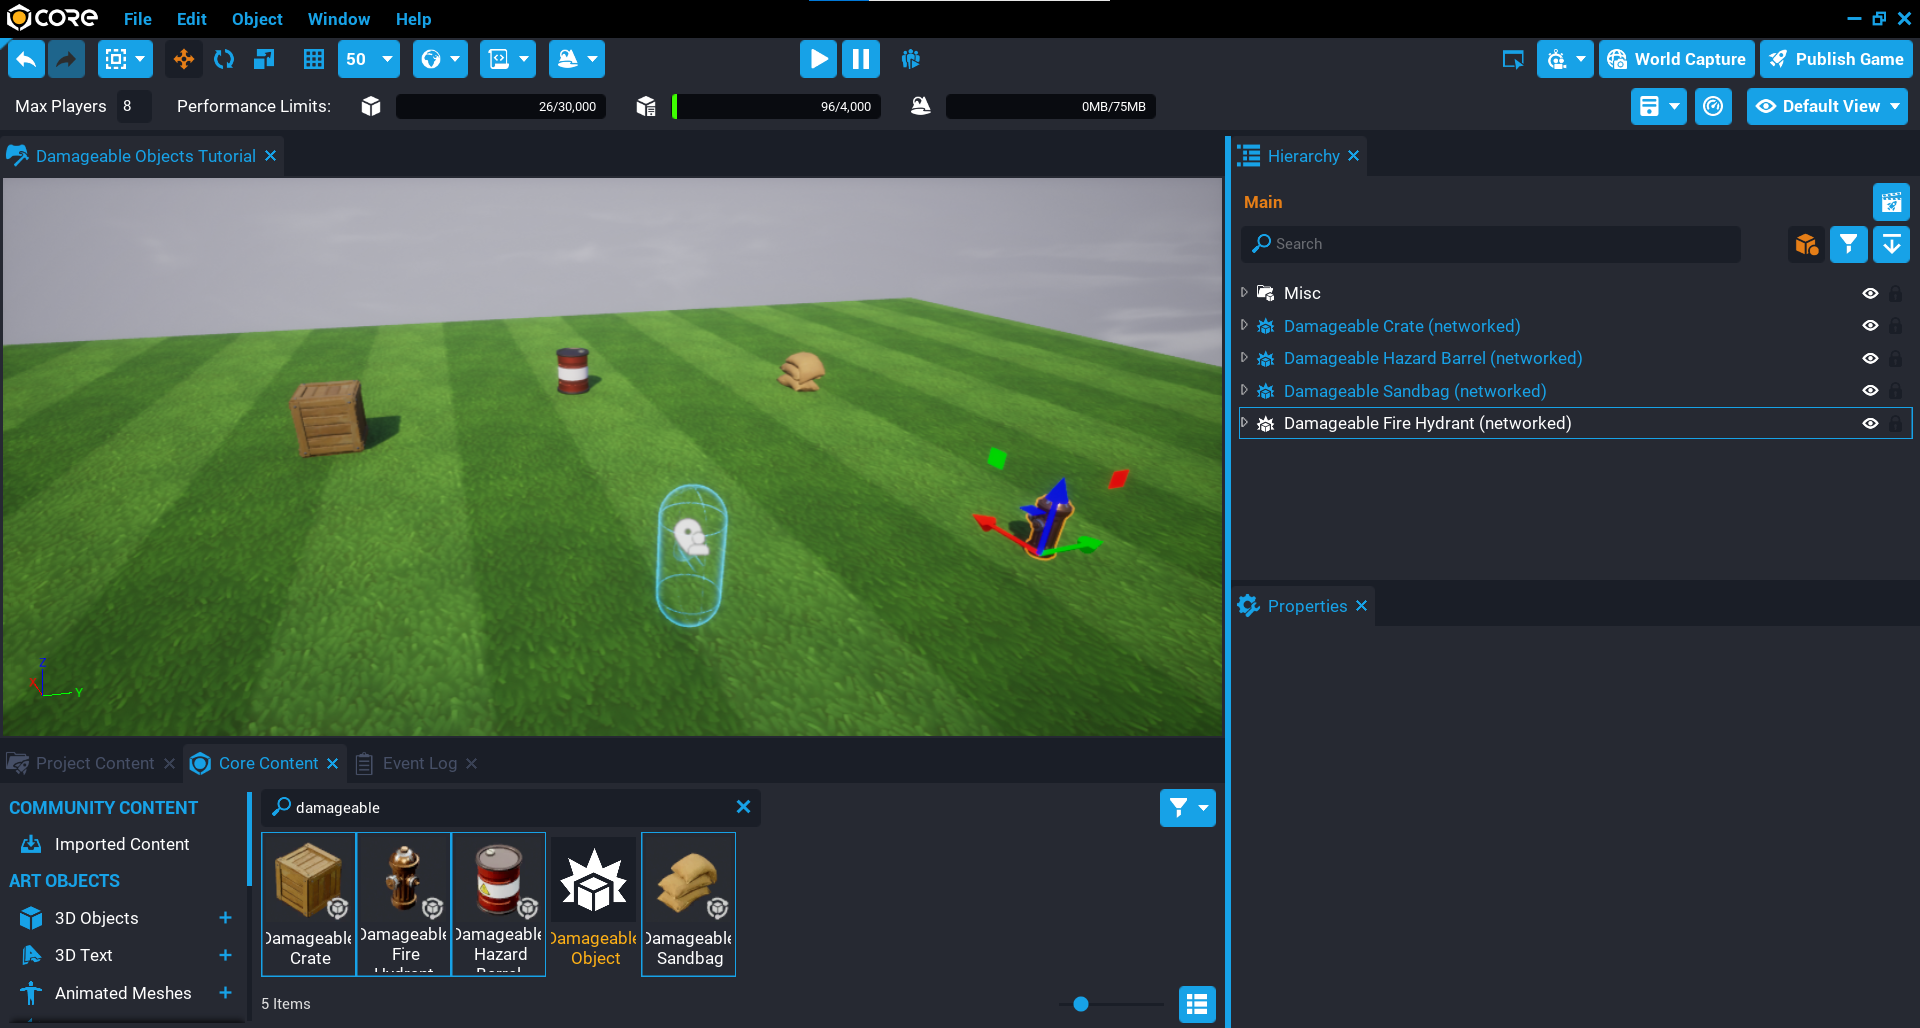 CORE
File Edit Object Window Help
50
World Capture
Publish Game
Max Players 8 Performance Limits: 26/30,000 96/4,000 0MB/75MB
Default View
Damageable Objects Tutorial
Hierarchy
Main
Search
Misc
Damageable Crate (networked)
Damageable Hazard Barrel (networked)
Damageable Sandbag (networked)
Damageable Fire Hydrant (networked)
Z
X
Y
Properties
Project Content
Core Content
Event Log
COMMUNITY CONTENT
Imported Content
ART OBJECTS
3D Objects
3D Text
Animated Meshes
damageable
Damageable
Crate
Damageable
Fire
Hydrant
Damageable
Hazard
Barrel
Damageable
Object
Damageable
Sandbag
5 Items